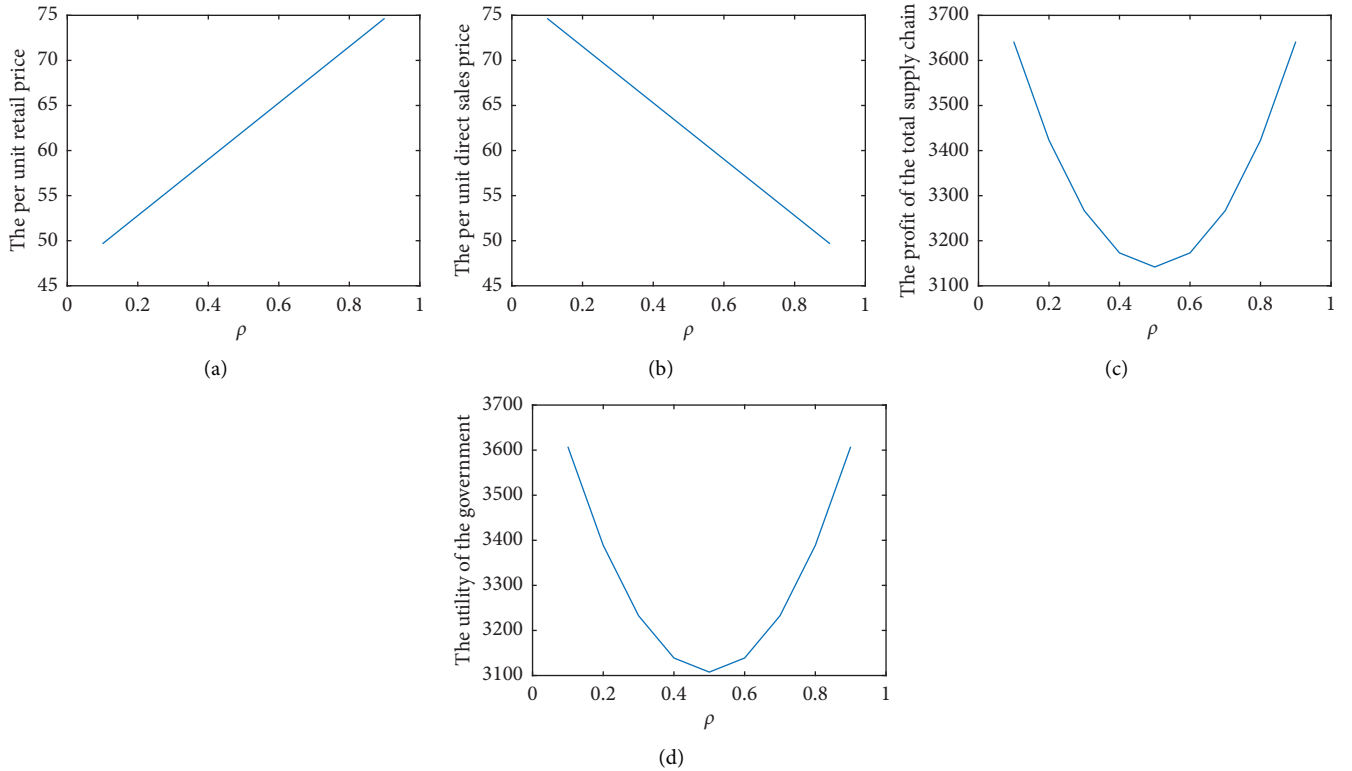 The per unit retail price
75
70
65
60
55
50
45
0 0.2 0.4 0.6 0.8 1
ρ
(a)
The per unit direct sales price
75
70
65
60
55
50
45
0 0.2 0.4 0.6 0.8 1
ρ
(b)
The profit of the total supply chain
3700
3600
3500
3400
3300
3200
3100
0 0.2 0.4 0.6 0.8 1
ρ
(c)
The utility of the government
3700
3600
3500
3400
3300
3200
3100
0 0.2 0.4 0.6 0.8 1
ρ
(d)